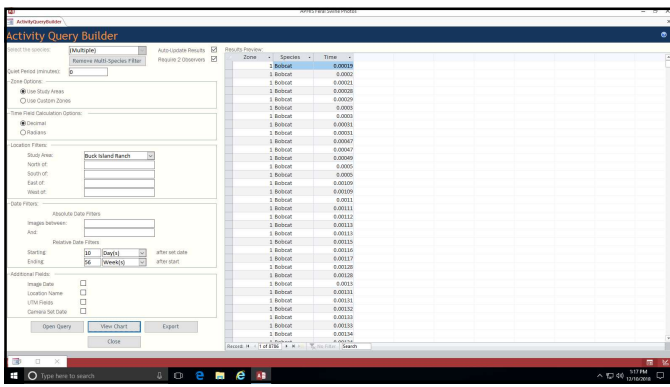 APPRS Field Some Photos
ActivityQueryBuilder
Activity Query Builder
Select the species: (Multiple)
Remove Multi-Species Filter
Auto-Update Results
Require 2 Observers
Quiet Period (minutes): 0
Zone Options:
Use Study Areas
Use Custom Zones
Time Field Calculation Options:
Decimal
Radians
Location Filters:
Study Area: Buck Island Ranch
North of:
South of:
East of:
West of:
Date Filters:
Absolute Date Filters
Images between:
And:
Relative Date Filters
Starting: 10 Day(s) after set date
Ending: 56 Week(s) after start
Additional Fields:
Image Date
Location Name
UTM Fields
Camera Set Date
Open Query View Chart Export
Close
Results Preview:
Zone Species Time
1 Bobcat 0.00019
1 Bobcat 0.0002
1 Bobcat 0.00021
1 Bobcat 0.00028
1 Bobcat 0.00029
1 Bobcat 0.0003
1 Bobcat 0.0003
1 Bobcat 0.00031
1 Bobcat 0.00031
1 Bobcat 0.00047
1 Bobcat 0.00047
1 Bobcat 0.00049
1 Bobcat 0.0005
1 Bobcat 0.0005
1 Bobcat 0.00109
1 Bobcat 0.00109
1 Bobcat 0.0011
1 Bobcat 0.00111
1 Bobcat 0.00112
1 Bobcat 0.00113
1 Bobcat 0.00113
1 Bobcat 0.00115
1 Bobcat 0.00116
1 Bobcat 0.00117
1 Bobcat 0.00128
1 Bobcat 0.00128
1 Bobcat 0.0013
1 Bobcat 0.00131
1 Bobcat 0.00131
1 Bobcat 0.00132
1 Bobcat 0.00133
1 Bobcat 0.00133
1 Bobcat 0.00134
Record: 1 of 8786 No Filter Search
Type here to search
5:17 PM
12/10/2018